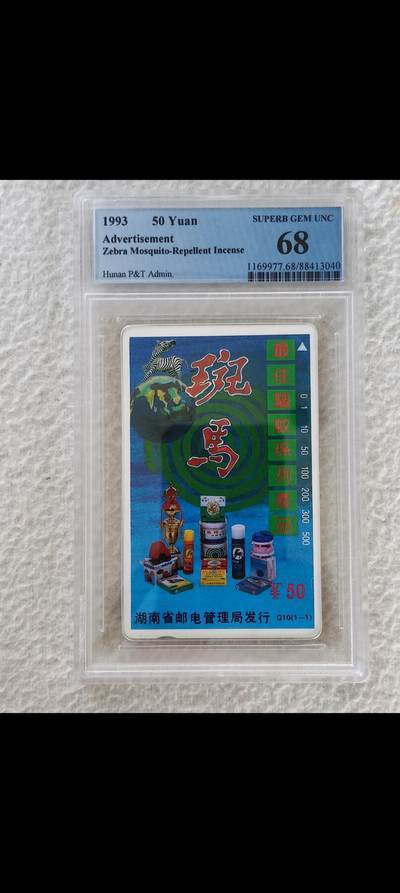 1993 50 Yuan
SUPERB GEM UNC
Advertisement
68
Zebra Mosquito-Repellent Incense
Hunan P&T Admin.
1169977.68/88413040
斑馬
0 1 10 50 100 200 300 500
¥50
湖南省邮电管理局发行 G10(1—1)